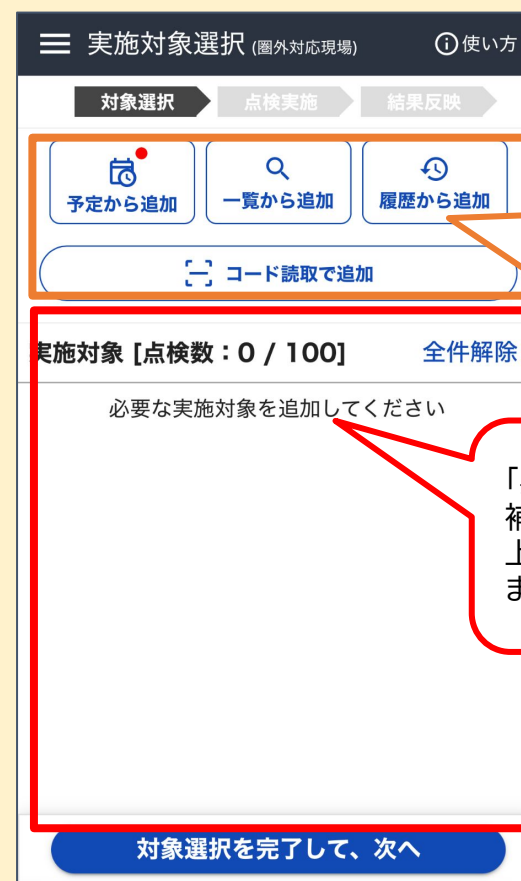 実施対象選択 (圏外対応現場) 使い方
対象選択 点検実施 結果反映
予定から追加 一覧から追加 履歴から追加
コード読取で追加
実施対象 [点検数：0 / 100] 全件解除
必要な実施対象を追加してください
「
補
上
ま
対象選択を完了して、次へ